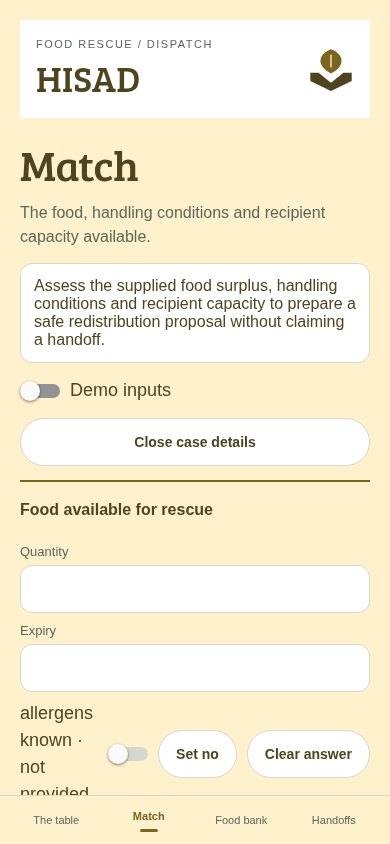 FOOD RESCUE / DISPATCH
HISAD
Match
The food, handling conditions and recipient
capacity available.
Assess the supplied food surplus, handling
conditions and recipient capacity to prepare a
safe redistribution proposal without claiming
a handoff.
Demo inputs
Close case details
Food available for rescue
Quantity
Expiry
allergens
known ·
not
provided
Set no
Clear answer
The table
Match
Food bank
Handoffs